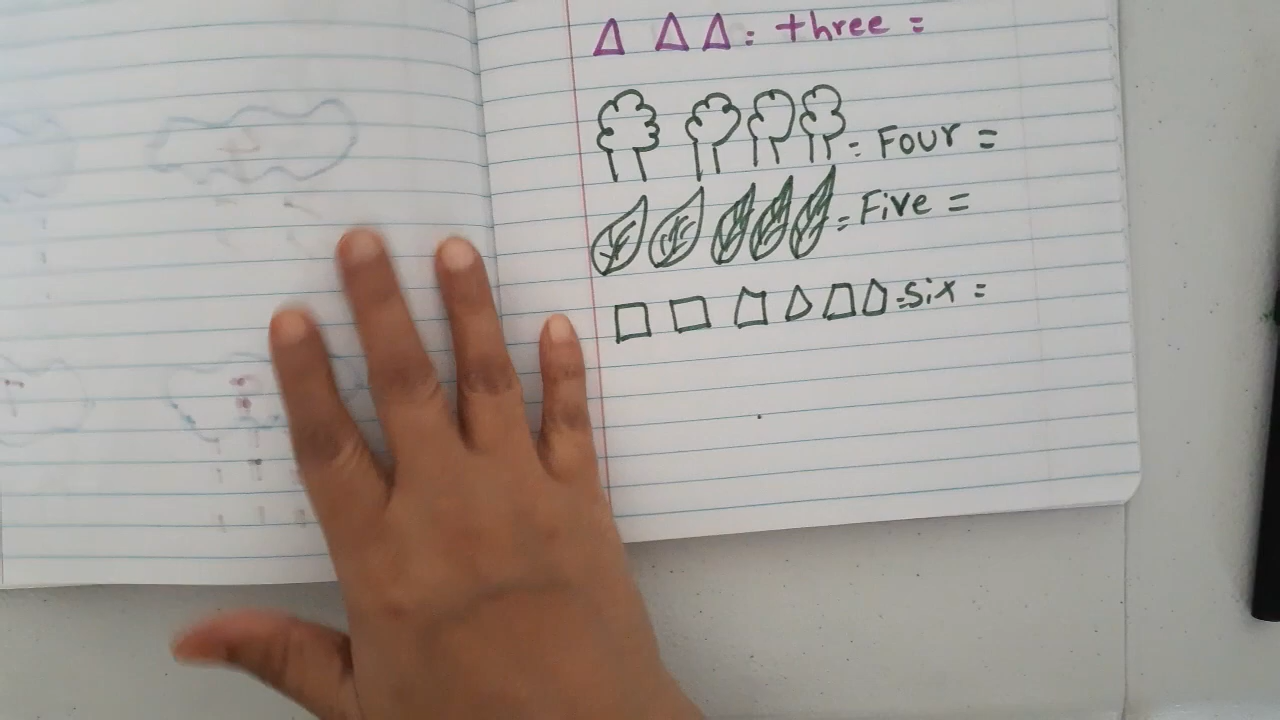 = three =
= Four =
= Five =
= six =